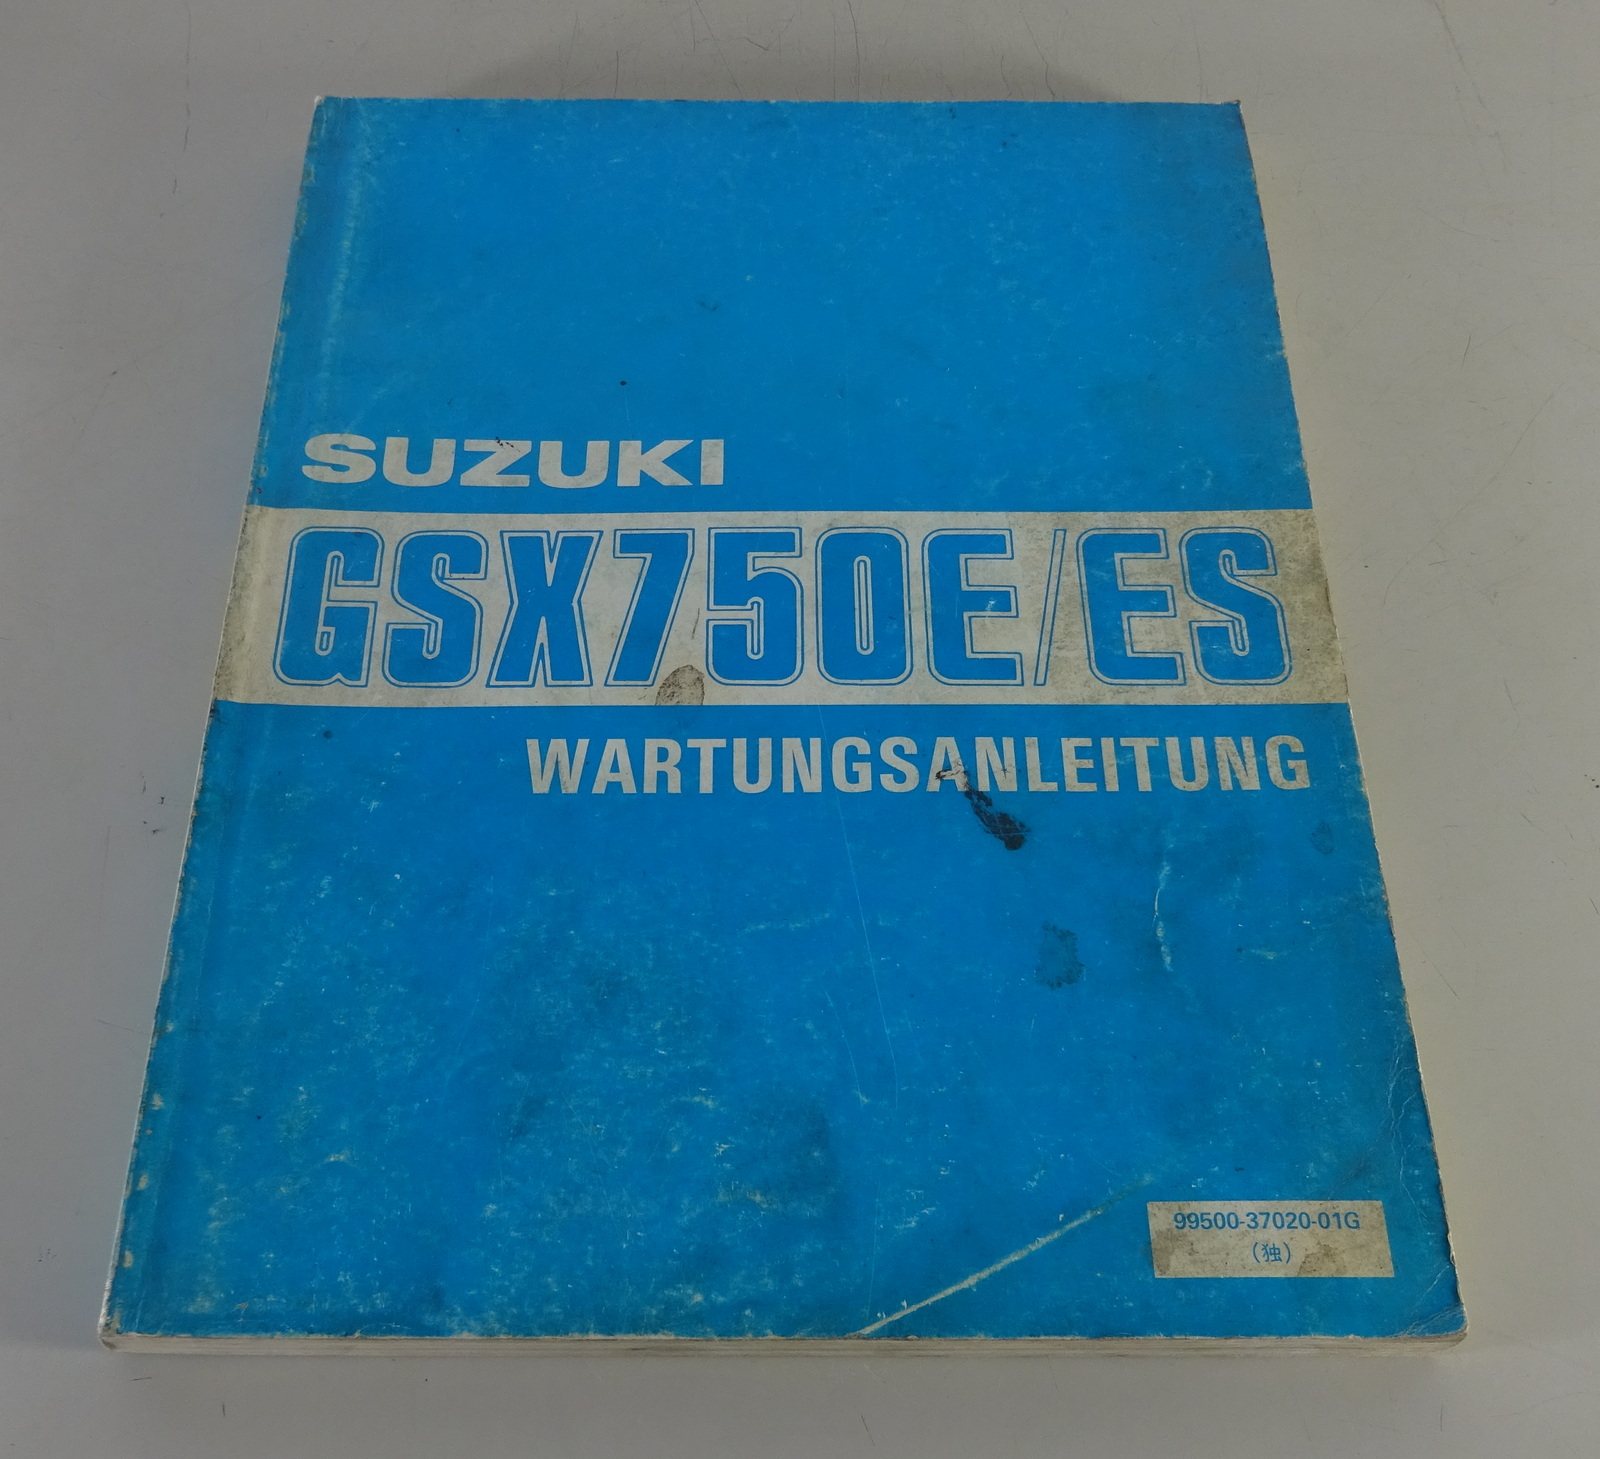 SUZUKI
GSX750E/ES
WARTUNGSANLEITUNG
99500-37020-01G
(独)